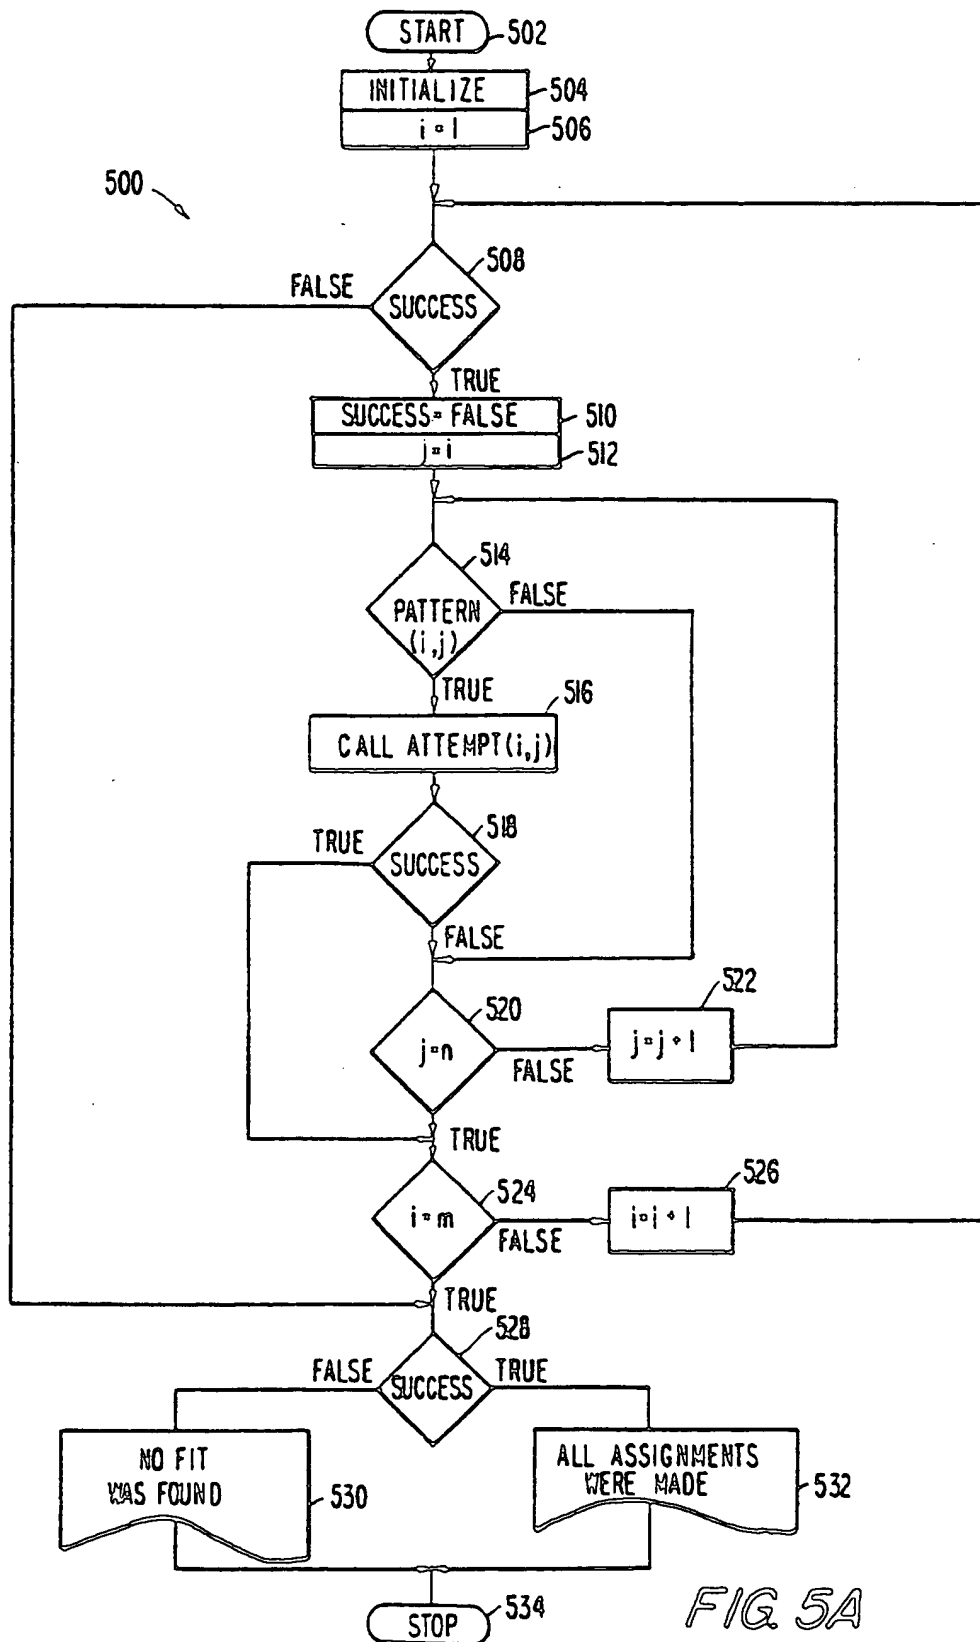 START 502
INITIALIZE 504
i = 1 506
500
508
FALSE
SUCCESS
TRUE
SUCCESS = FALSE 510
j = i 512
514
FALSE
PATTERN
(i,j)
TRUE
516
CALL ATTEMPT(i,j)
518
TRUE
SUCCESS
FALSE
520
522
j=n
j=j+1
FALSE
TRUE
524
526
i=m
i=i+1
FALSE
TRUE
528
FALSE
TRUE
SUCCESS
NO FIT
WAS FOUND
530
ALL ASSIGNMENTS
WERE MADE
532
STOP 534
FIG. 5A